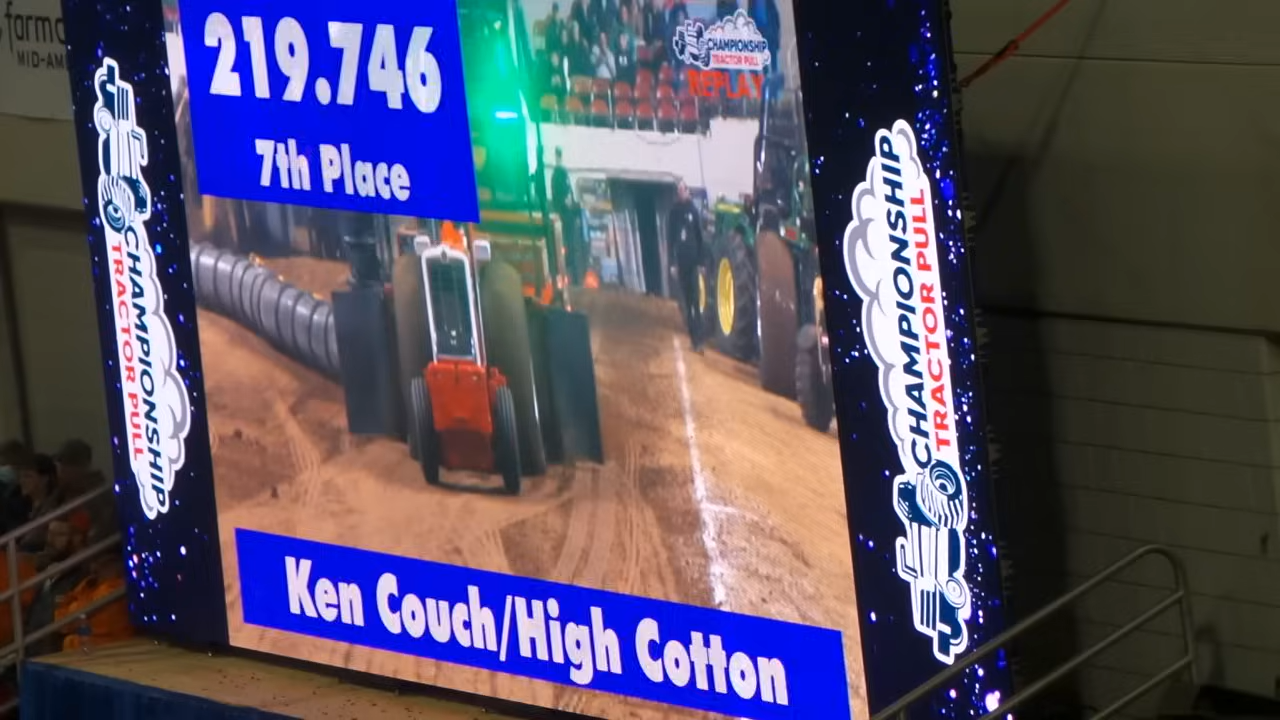 farm
MID-AM
219.746
7th Place
CHAMPIONSHIP
TRACTOR PULL
REPLAY
CHAMPIONSHIP
TRACTOR PULL
CHAMPIONSHIP
TRACTOR PULL
Ken Couch/High Cotton